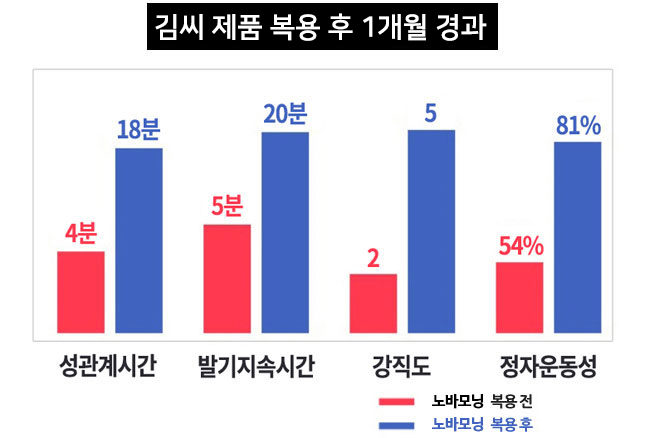 김씨 제품 복용 후 1개월 경과
4분
18분
5분
20분
2
5
54%
81%
성관계시간
발기지속시간
강직도
정자운동성
노바모닝 복용 전
노바모닝 복용 후